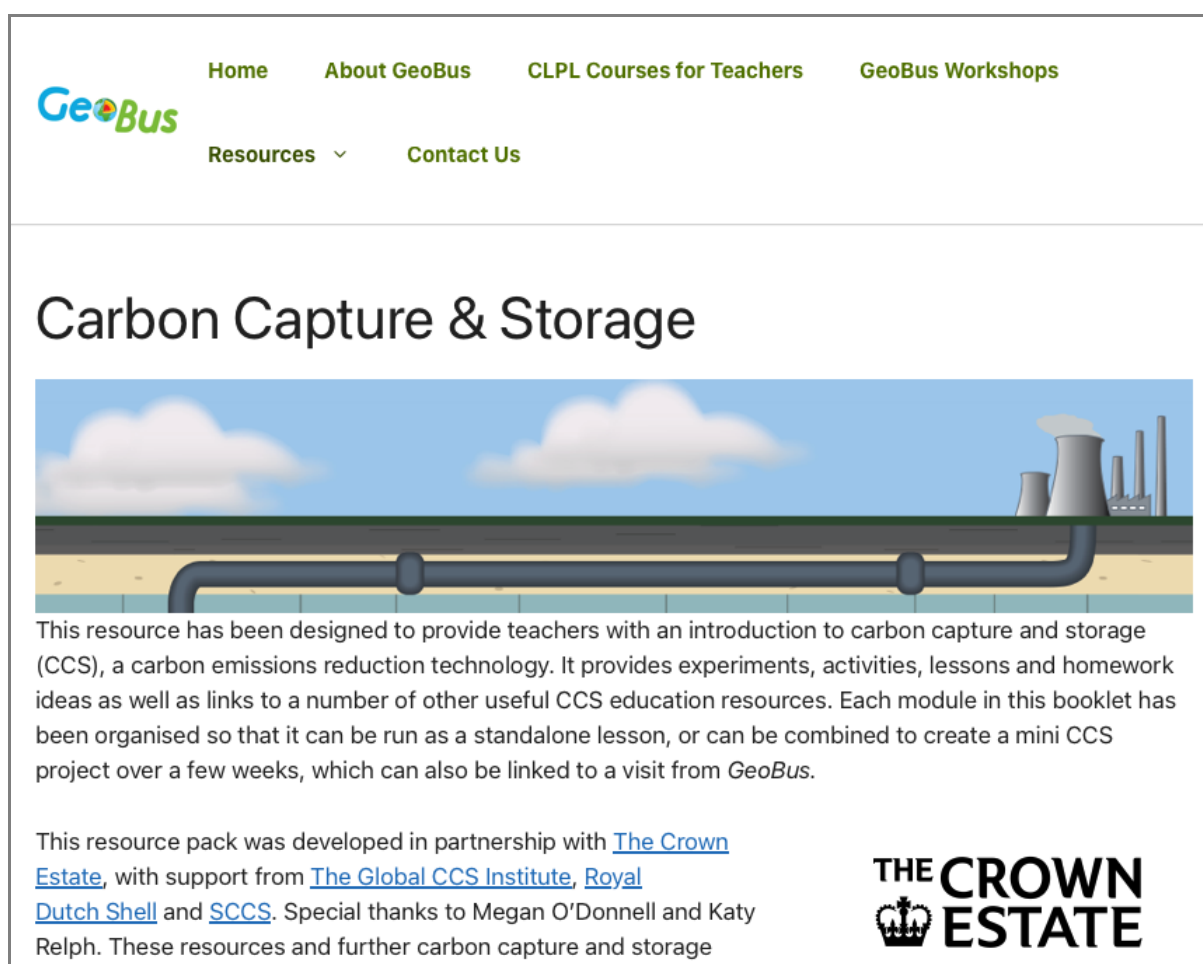 GeoBus
Home About GeoBus CLPL Courses for Teachers GeoBus Workshops
Resources Contact Us
Carbon Capture & Storage
This resource has been designed to provide teachers with an introduction to carbon capture and storage
(CCS), a carbon emissions reduction technology. It provides experiments, activities, lessons and homework
ideas as well as links to a number of other useful CCS education resources. Each module in this booklet has
been organised so that it can be run as a standalone lesson, or can be combined to create a mini CCS
project over a few weeks, which can also be linked to a visit from GeoBus.
This resource pack was developed in partnership with The Crown
Estate, with support from The Global CCS Institute, Royal
Dutch Shell and SCCS. Special thanks to Megan O’Donnell and Katy
Relph. These resources and further carbon capture and storage
THE CROWN
ESTATE